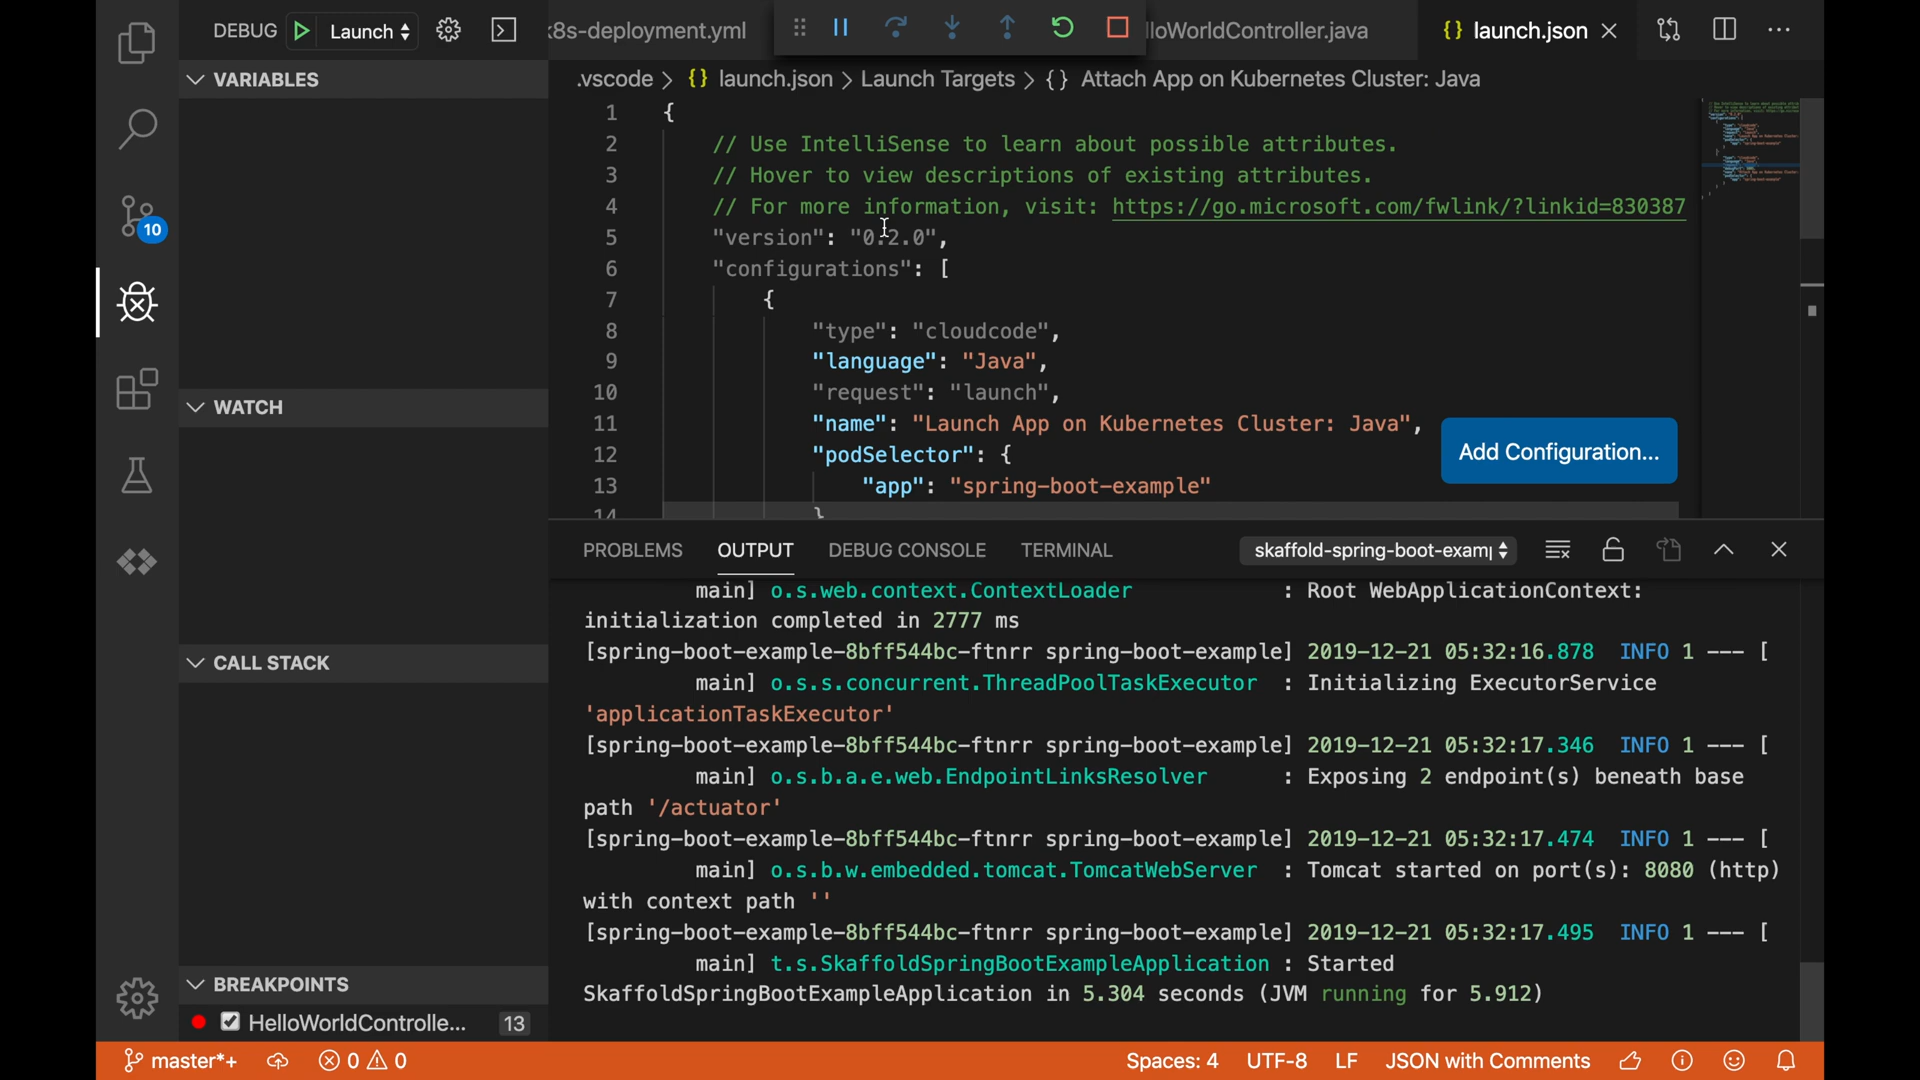 DEBUG Launch
k8s-deployment.yml
lloWorldController.java
launch.json
VARIABLES
.vscode > {} launch.json > Launch Targets > {} Attach App on Kubernetes Cluster: Java
1 {
2 // Use IntelliSense to learn about possible attributes.
3 // Hover to view descriptions of existing attributes.
4 // For more information, visit: https://go.microsoft.com/fwlink/?linkid=830387
5 "version": "0.2.0",
6 "configurations": [
7 {
8 "type": "cloudcode",
9 "language": "Java",
10 "request": "launch",
11 "name": "Launch App on Kubernetes Cluster: Java",
12 "podSelector": {
13 "app": "spring-boot-example"
14 }
Add Configuration...
10
WATCH
CALL STACK
BREAKPOINTS
HelloWorldControlle... 13
PROBLEMS OUTPUT DEBUG CONSOLE TERMINAL
skaffold-spring-boot-exam
main] o.s.web.context.ContextLoader : Root WebApplicationContext:
initialization completed in 2777 ms
[spring-boot-example-8bff544bc-ftnrr spring-boot-example] 2019-12-21 05:32:16.878 INFO 1 --- [
main] o.s.s.concurrent.ThreadPoolTaskExecutor : Initializing ExecutorService
'applicationTaskExecutor'
[spring-boot-example-8bff544bc-ftnrr spring-boot-example] 2019-12-21 05:32:17.346 INFO 1 --- [
main] o.s.b.a.e.web.EndpointLinksResolver : Exposing 2 endpoint(s) beneath base
path '/actuator'
[spring-boot-example-8bff544bc-ftnrr spring-boot-example] 2019-12-21 05:32:17.474 INFO 1 --- [
main] o.s.b.w.embedded.tomcat.TomcatWebServer : Tomcat started on port(s): 8080 (http)
with context path ''
[spring-boot-example-8bff544bc-ftnrr spring-boot-example] 2019-12-21 05:32:17.495 INFO 1 --- [
main] t.s.SkaffoldSpringBootExampleApplication : Started
SkaffoldSpringBootExampleApplication in 5.304 seconds (JVM running for 5.912)
master*+ 0 0
Spaces: 4 UTF-8 LF JSON with Comments